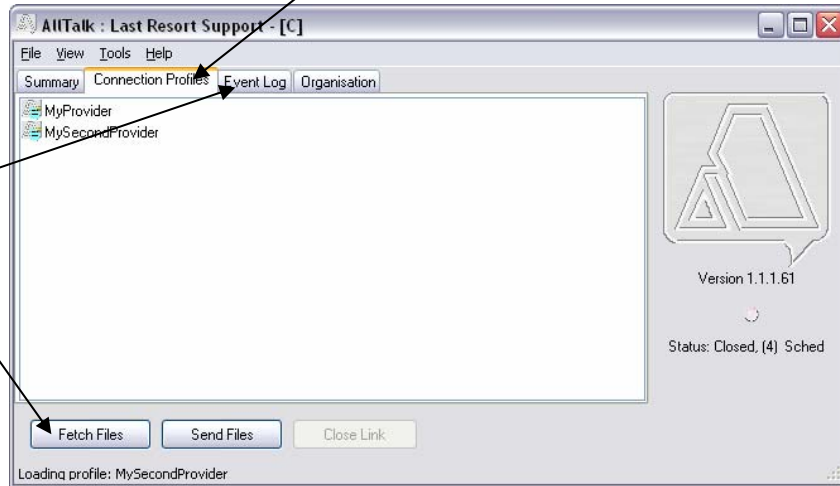 AllTalk : Last Resort Support - [C]
File View Tools Help
Summary Connection Profiles Event Log Organisation
MyProvider
MySecondProvider
Version 1.1.1.61
Status: Closed, (4) Sched
Fetch Files Send Files Close Link
Loading profile: MySecondProvider